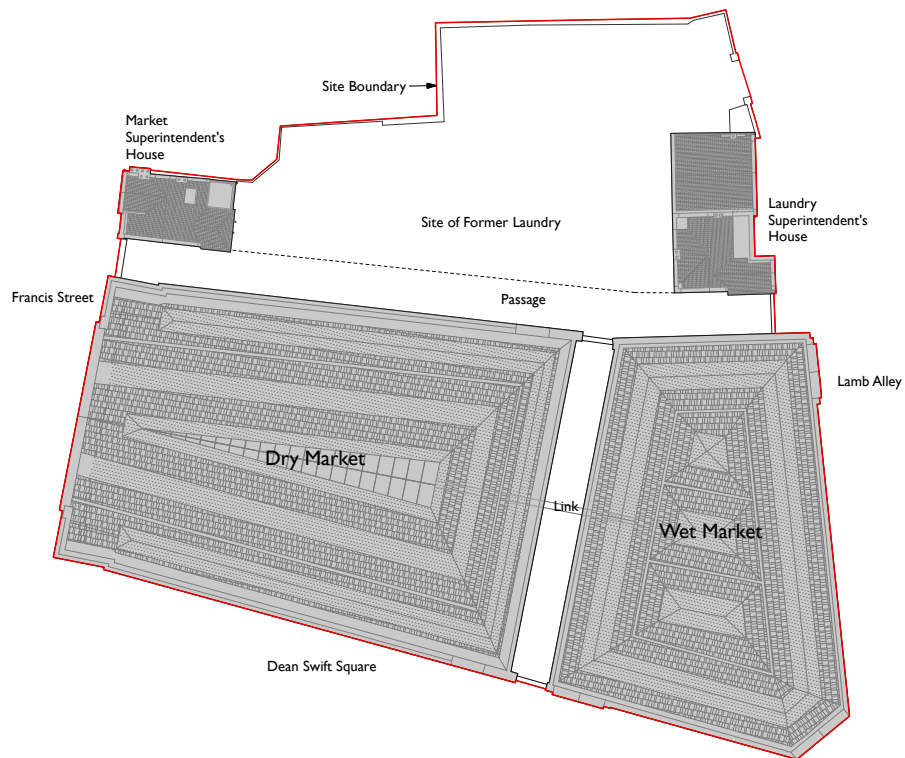 Site Boundary
Market
Superintendent's
House
Laundry
Superintendent's
House
Site of Former Laundry
Francis Street
Passage
Lamb Alley
Dry Market
Link
Wet Market
Dean Swift Square